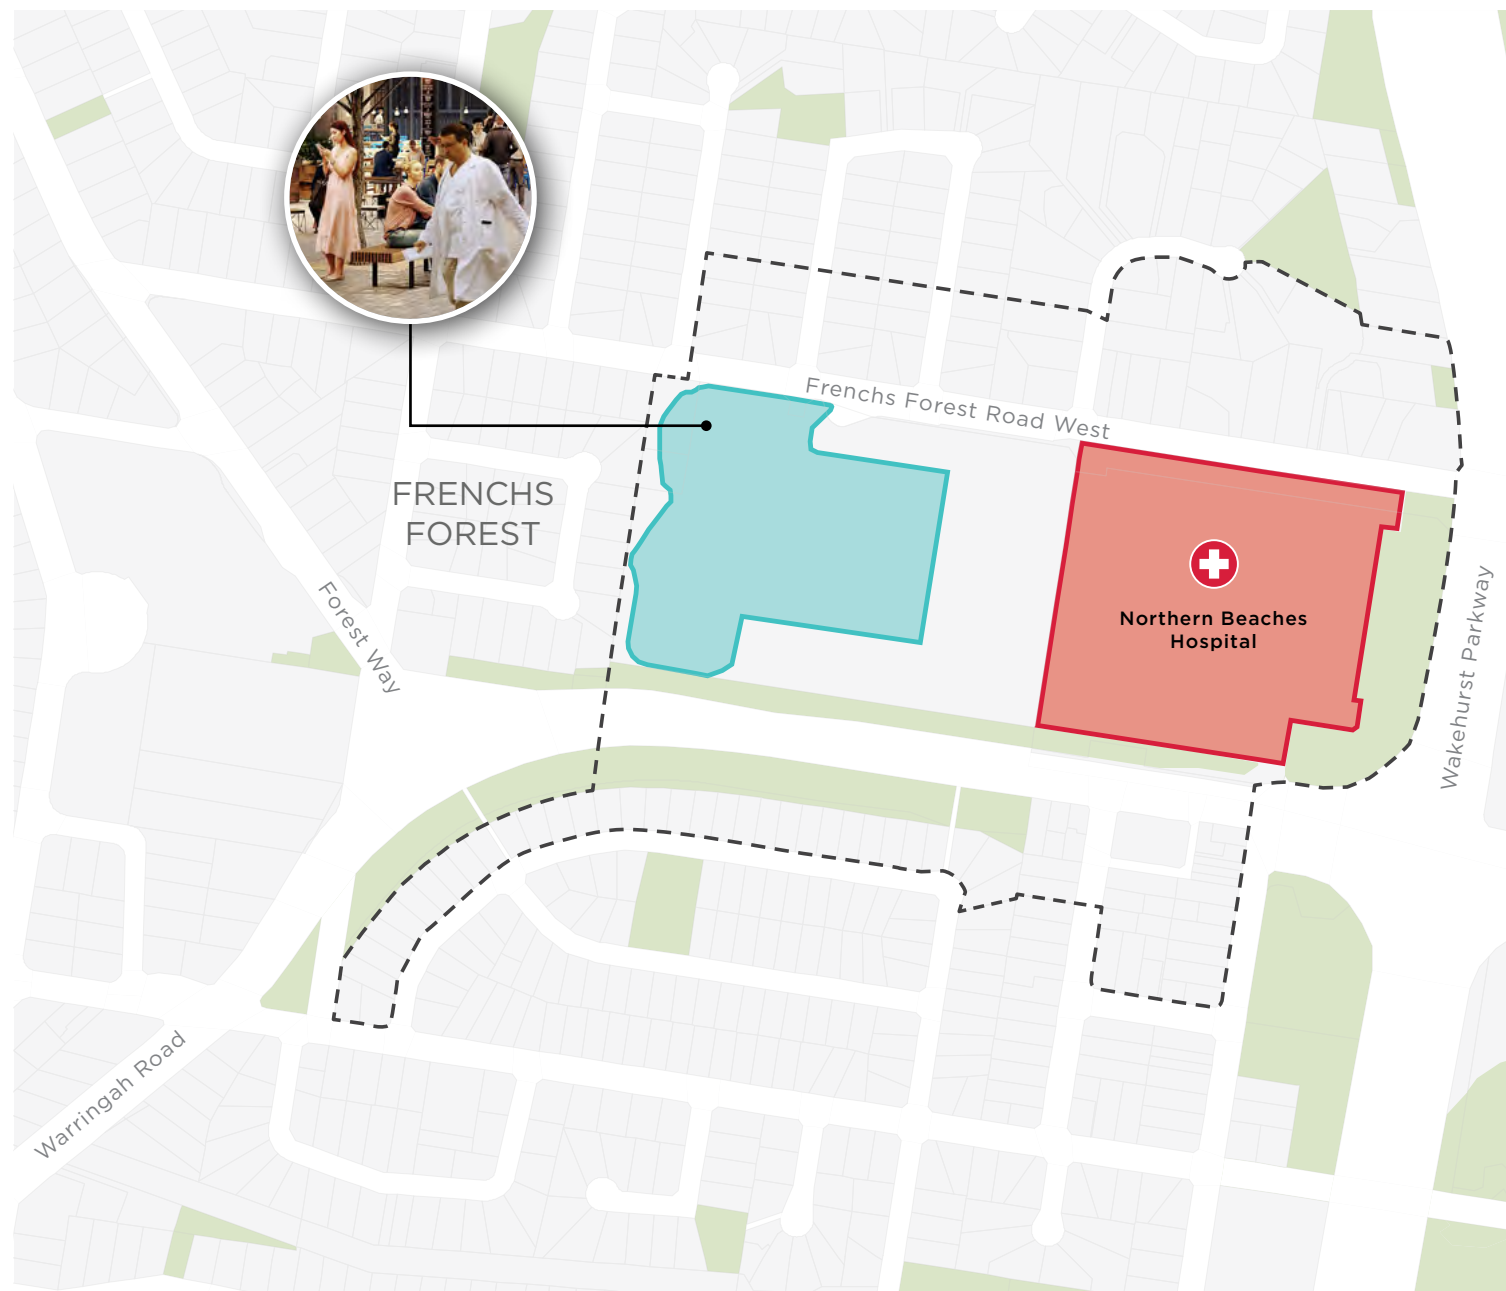 Frenchs Forest Road West
FRENCHS
FOREST
Forest Way
Northern Beaches
Hospital
Wakehurst Parkway
Warringah Road